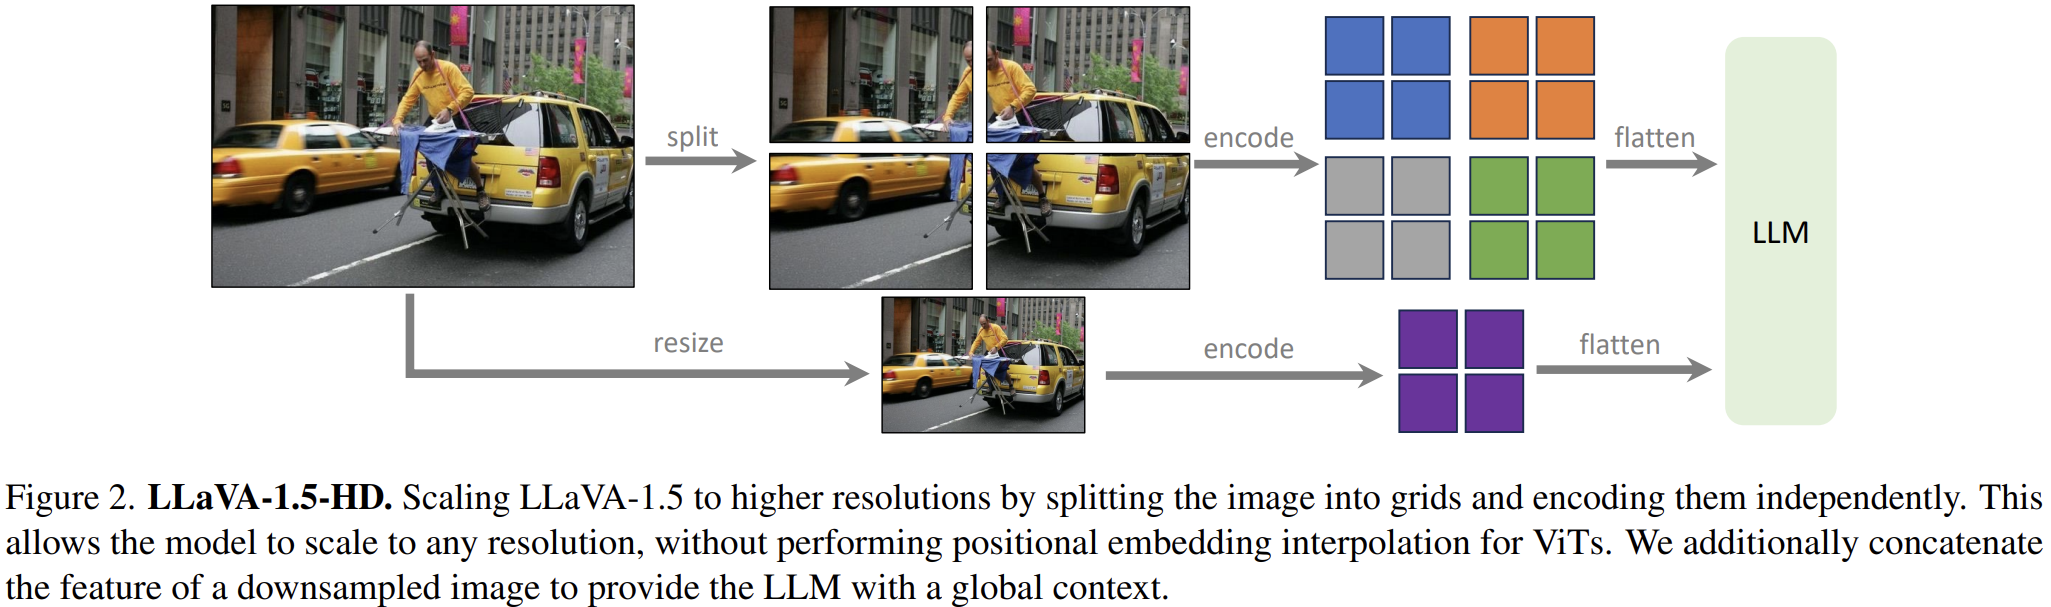 split
encode
flatten
LLM
resize
encode
flatten
Figure 2. LLaVA-1.5-HD. Scaling LLaVA-1.5 to higher resolutions by splitting the image into grids and encoding them independently. This
allows the model to scale to any resolution, without performing positional embedding interpolation for ViTs. We additionally concatenate
the feature of a downsampled image to provide the LLM with a global context.